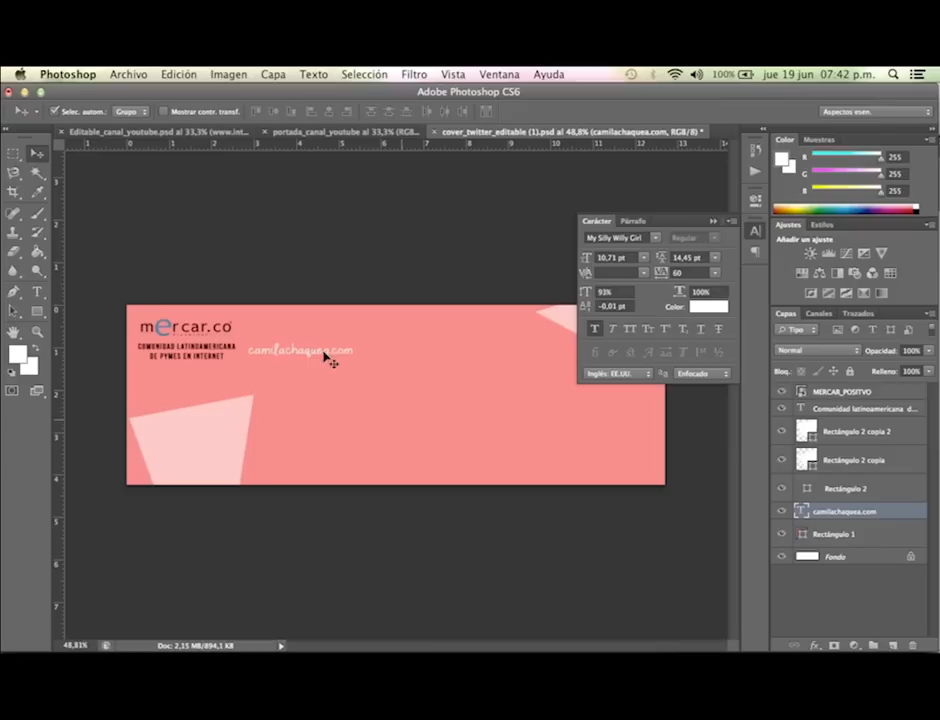 Photoshop Archivo Edición Imagen Capa Texto Selección Filtro Vista Ventana Ayuda 100% jue 19 jun 07:42 p.m.
Adobe Photoshop CS6
Selec. autom.: Grupo Mostrar contr. transf. Aspectos esen.
Editable_canal_youtube.psd al 33,3% (www.int... portada_canal_youtube al 33,3% (RGB... cover_twitter_editable (1).psd al 48,8% (camilachaquea.com, RGB/8) *
Color Muestras
R 255
G 255
B 255
Carácter Párrafo
My Silly Willy Girl Regular
10,71 pt 14,45 pt
60
93% 100%
-0,01 pt Color:
Inglés: EE.UU. Enfocado
Ajustes Estilos
Añadir un ajuste
Capas Canales Trazados
Tipo
Normal Opacidad: 100%
Bloq.: Relleno: 100%
MERCAR_POSITVO
Comunidad latinoamericana d...
Rectángulo 2 copia 2
Rectángulo 2 copia
Rectángulo 2
camilachaquea.com
Rectángulo 1
Fondo
mercar.co
COMUNIDAD LATINOAMERICANA
DE PYMES EN INTERNET
camilachaquea.com
48,81% Doc: 2,15 MB/894,1 KB